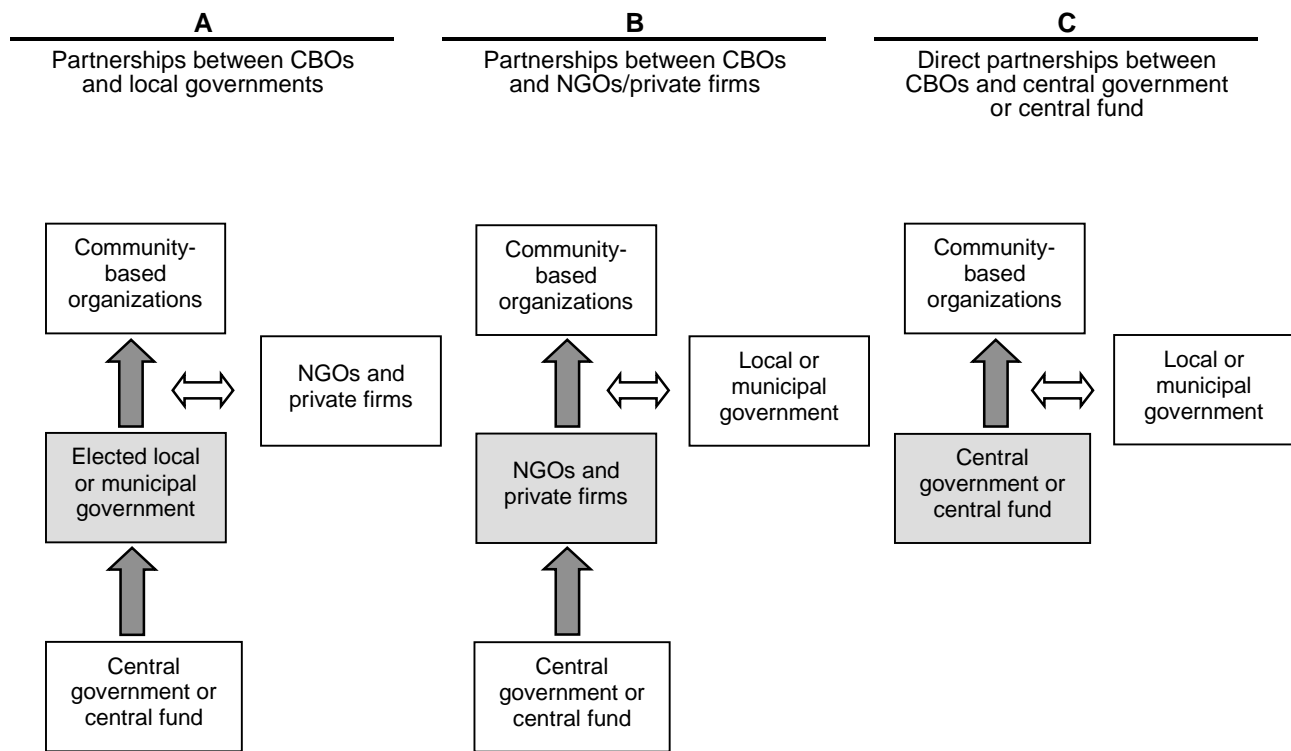 A
Partnerships between CBOs
and local governments
B
Partnerships between CBOs
and NGOs/private firms
C
Direct partnerships between
CBOs and central government
or central fund
Community-
based
organizations
NGOs and
private firms
Elected local
or municipal
government
Central
government or
central fund
Community-
based
organizations
Local or
municipal
government
NGOs and
private firms
Central
government or
central fund
Community-
based
organizations
Local or
municipal
government
Central
government or
central fund